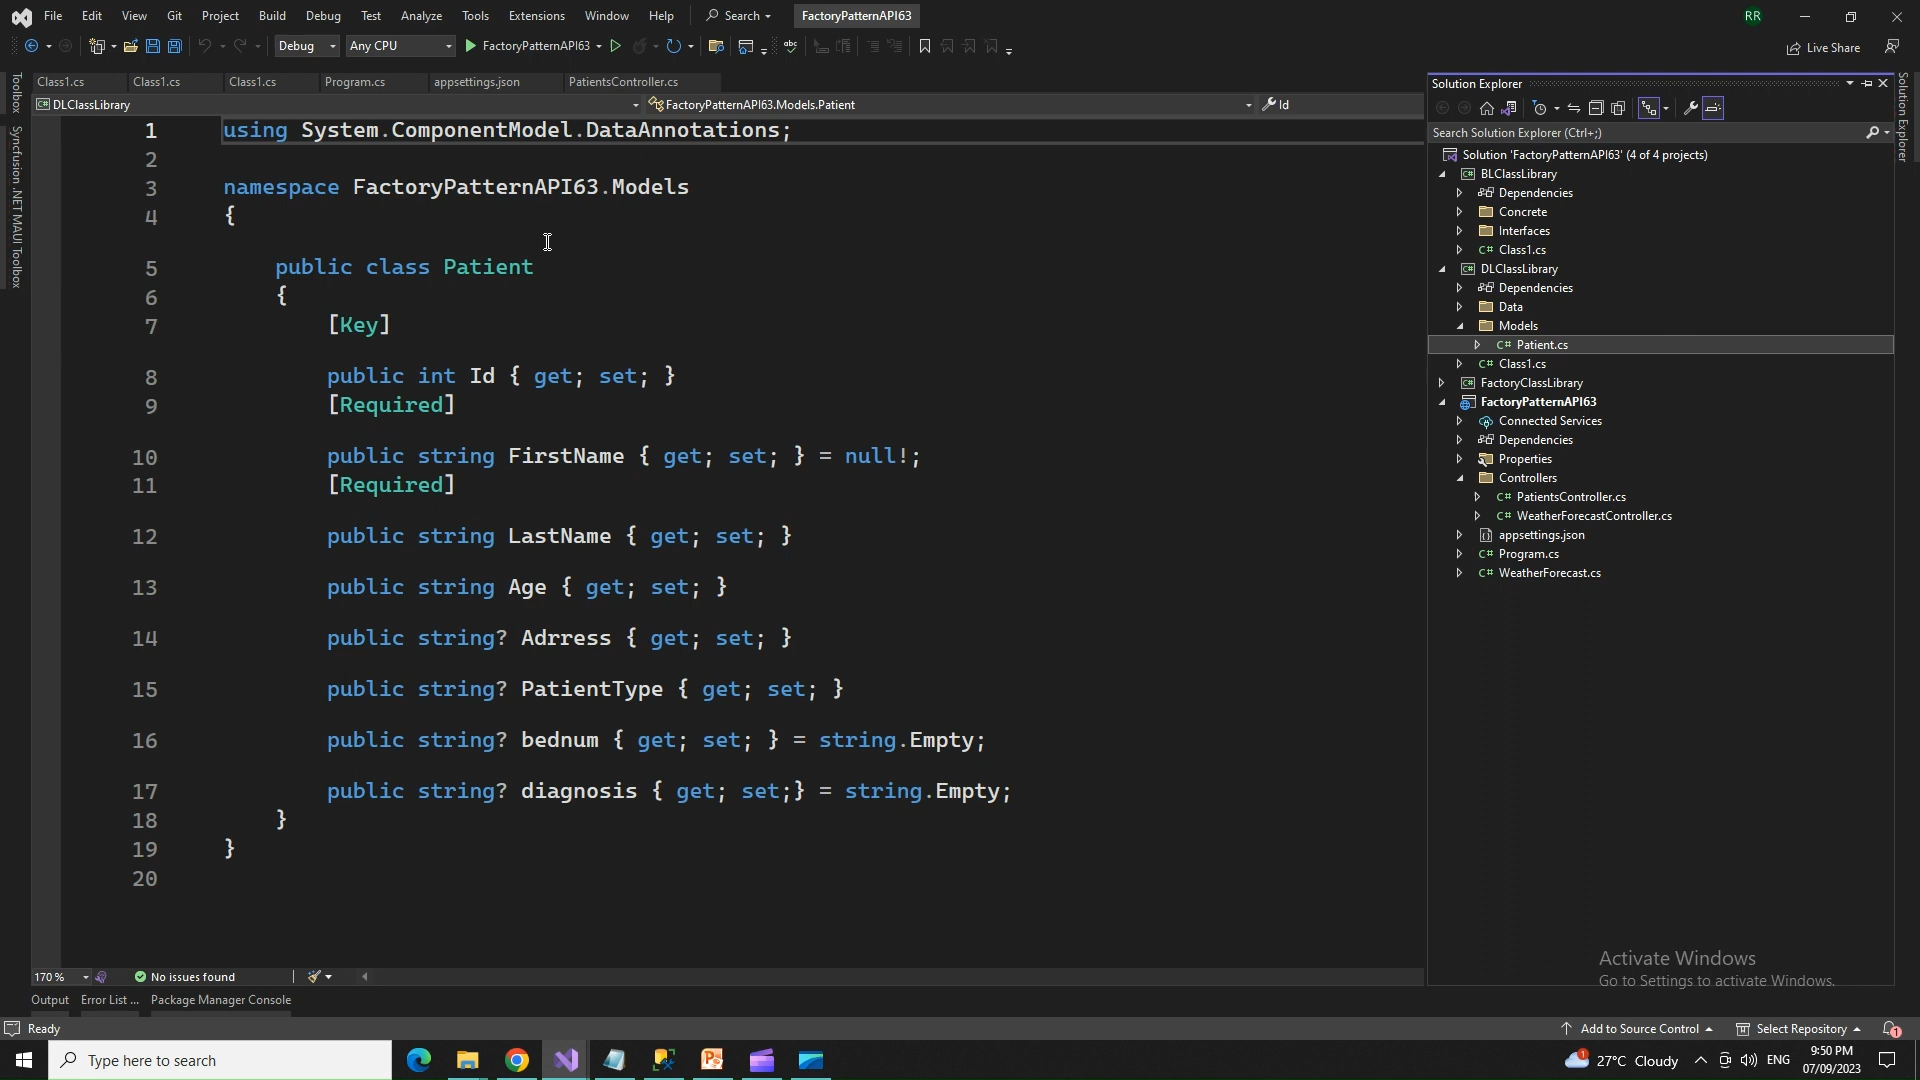 File Edit View Git Project Build Debug Test Analyze Tools Extensions Window Help Search FactoryPatternAPI63 RR
Debug Any CPU FactoryPatternAPI63 Live Share
Toolbox
Syncfusion .NET MAUI Toolbox
Class1.cs Class1.cs Class1.cs Program.cs appsettings.json PatientsController.cs
DLClassLibrary FactoryPatternAPI63.Models.Patient Id
1 using System.ComponentModel.DataAnnotations;
2
3 namespace FactoryPatternAPI63.Models
4 {
5 public class Patient
6 {
7 [Key]
8 public int Id { get; set; }
9 [Required]
10 public string FirstName { get; set; } = null!;
11 [Required]
12 public string LastName { get; set; }
13 public string Age { get; set; }
14 public string? Adrress { get; set; }
15 public string? PatientType { get; set; }
16 public string? bednum { get; set; } = string.Empty;
17 public string? diagnosis { get; set;} = string.Empty;
18 }
19 }
20
170 % No issues found
Output Error List ... Package Manager Console
Solution Explorer
Search Solution Explorer (Ctrl+;)
Solution 'FactoryPatternAPI63' (4 of 4 projects)
BLClassLibrary
Dependencies
Concrete
Interfaces
C# Class1.cs
DLClassLibrary
Dependencies
Data
Models
C# Patient.cs
C# Class1.cs
FactoryClassLibrary
FactoryPatternAPI63
Connected Services
Dependencies
Properties
Controllers
C# PatientsController.cs
C# WeatherForecastController.cs
appsettings.json
C# Program.cs
C# WeatherForecast.cs
Solution Explorer
Activate Windows
Go to Settings to activate Windows.
Ready Add to Source Control Select Repository 1
Type here to search 1 27°C Cloudy ENG 9:50 PM
07/09/2023